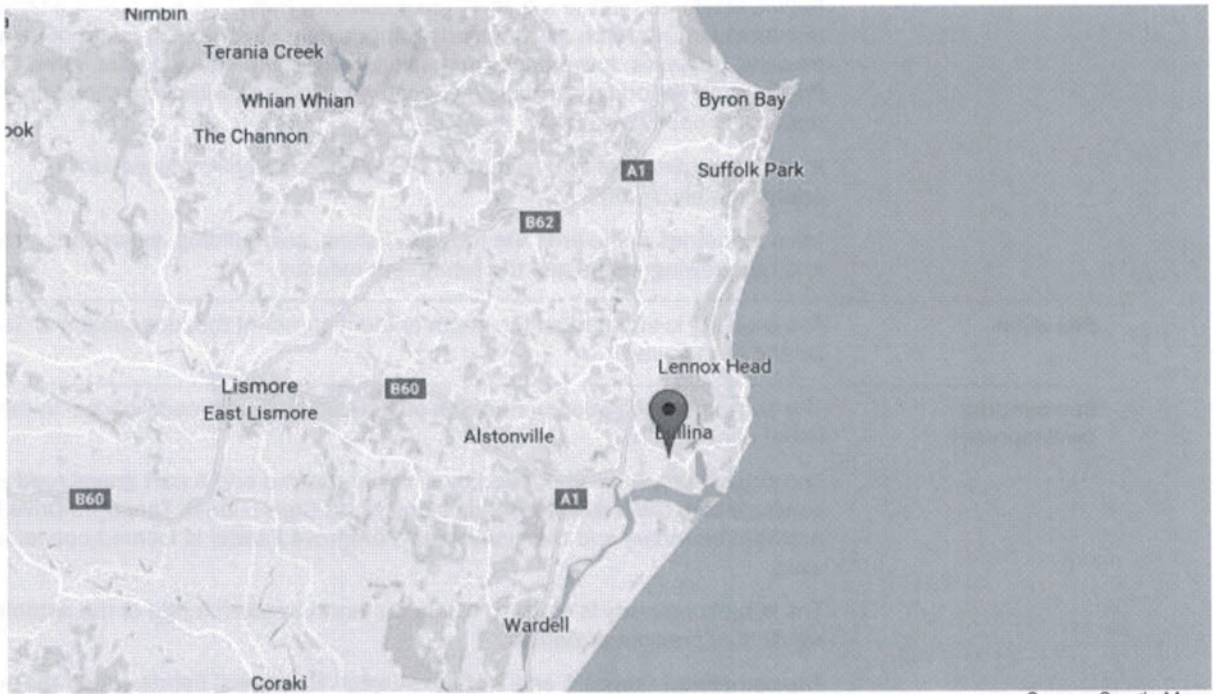 Nimbin
Terania Creek
Whian Whian
Byron Bay
The Channon
A1
Suffolk Park
B62
Lennox Head
Lismore
B60
East Lismore
Alstonville
B60
A1
Wardell
Coraki